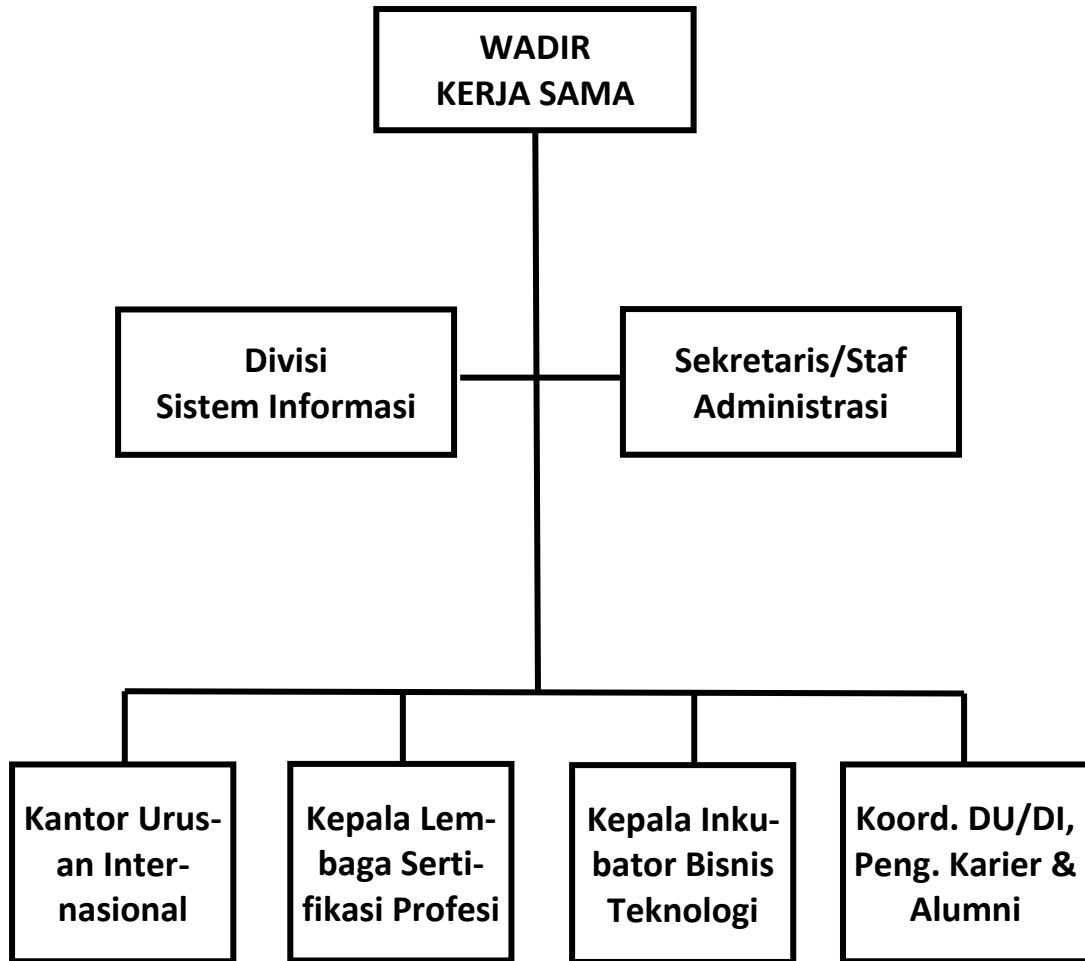 WADIR
KERJA SAMA
Divisi
Sistem Informasi
Sekretaris/Staf
Administrasi
Kantor Urus-
an Inter-
nasional
Kepala Lem-
baga Serti-
fikasi Profesi
Kepala Inku-
bator Bisnis
Teknologi
Koord. DU/DI,
Peng. Karier &
Alumni